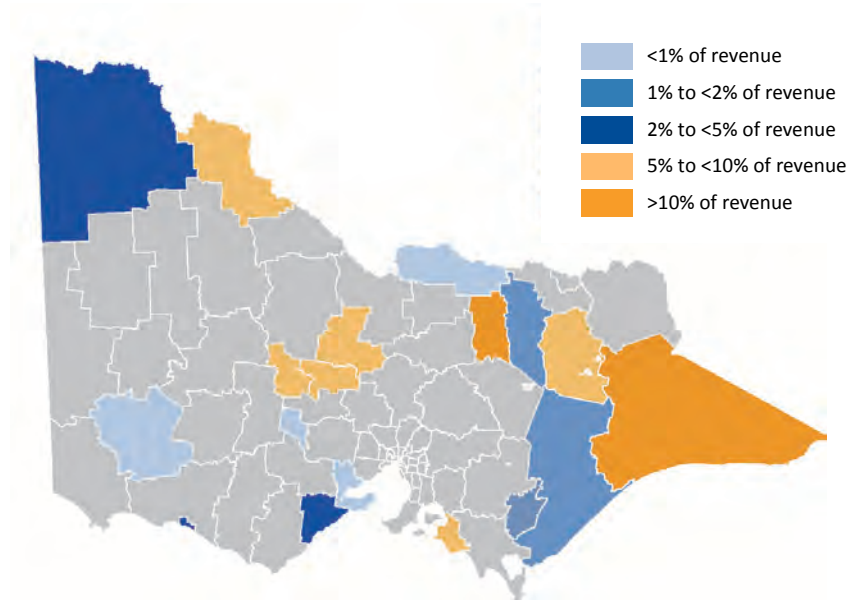 <1% of revenue
1% to <2% of revenue
2% to <5% of revenue
5% to <10% of revenue
>10% of revenue